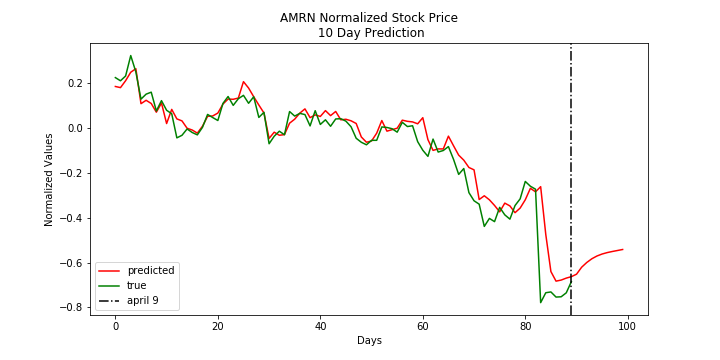 AMRN Normalized Stock Price
10 Day Prediction
Normalized Values
0.2
0.0
−0.2
−0.4
−0.6
−0.8
predicted
true
april 9
0 20 40 60 80 100
Days